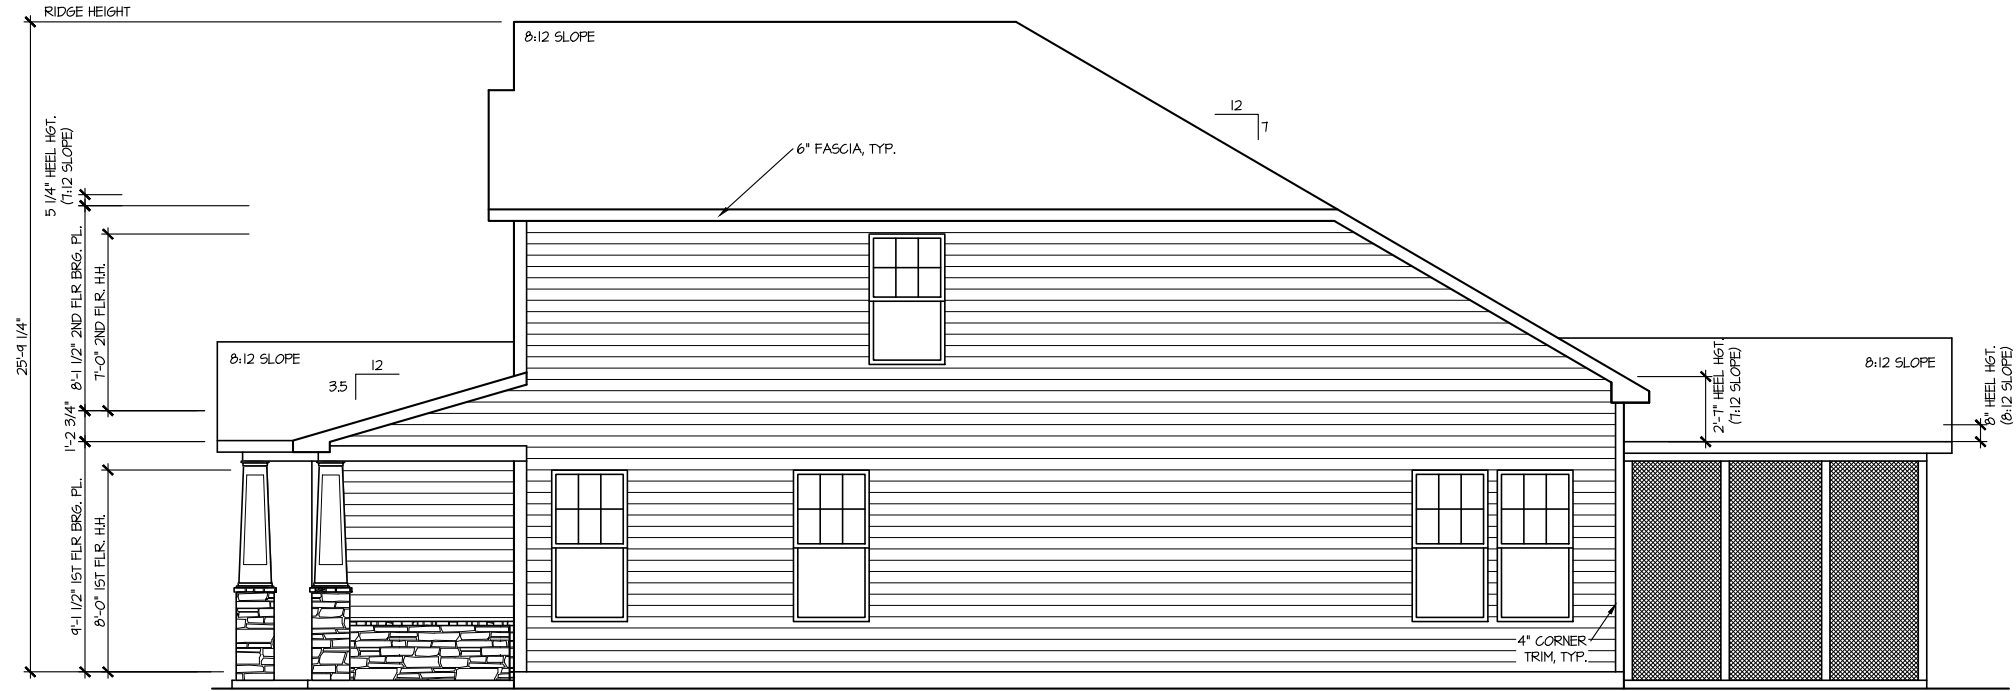 RIDGE HEIGHT
8:12 SLOPE
12
7
6" FASCIA, TYP.
5 1/4" HEEL HGT.
(7:12 SLOPE)
25'-9 1/4"
8'-1 1/2" 2ND FLR BRG. PL.
7'-0" 2ND FLR. H.H.
1'-2 3/4"
9'-1 1/2" 1ST FLR BRG. PL.
8'-0" 1ST FLR. H.H.
8:12 SLOPE
12
3.5
2'-7" HEEL HGT.
(7:12 SLOPE)
8:12 SLOPE
8" HEEL HGT.
(8:12 SLOPE)
4" CORNER
TRIM, TYP.